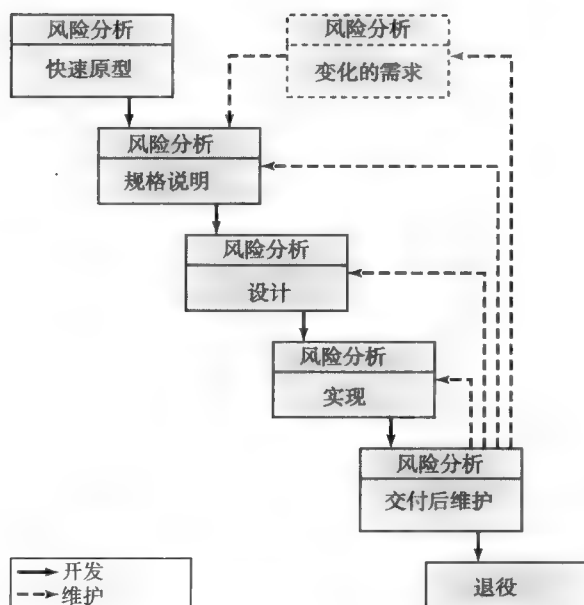 风险分析
快速原型
风险分析
变化的需求
风险分析
规格说明
风险分析
设计
风险分析
实现
风险分析
交付后维护
退役
开发
维护